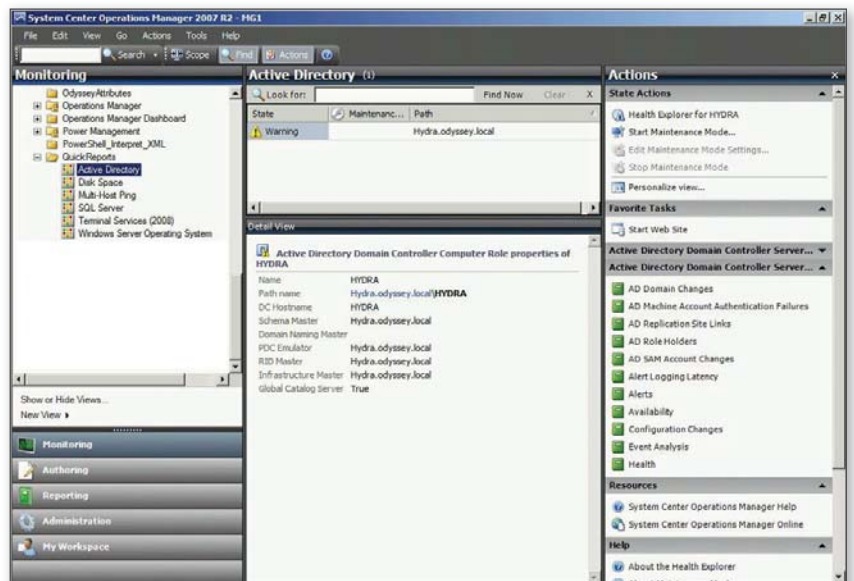 System Center Operations Manager 2007 R2 - MG1
File Edit View Go Actions Tools Help
Search Scope Find Actions
Monitoring
OdysseyAttributes
Operations Manager
Operations Manager Dashboard
Power Management
PowerShell_Interpret_XML
QuickReports
Active Directory
Disk Space
Multi-Host Ping
SQL Server
Terminal Services (2008)
Windows Server Operating System
Show or Hide Views...
New View
Monitoring
Authoring
Reporting
Administration
My Workspace
Active Directory (1)
Look for: Find Now Clear X
State Maintenanc... Path
Warning Hydra.odyssey.local
Detail View
Active Directory Domain Controller Computer Role properties of
HYDRA
Name HYDRA
Path name Hydra.odyssey.local\HYDRA
DC Hostname HYDRA
Schema Master Hydra.odyssey.local
Domain Naming Master
PDC Emulator Hydra.odyssey.local
RID Master Hydra.odyssey.local
Infrastructure Master Hydra.odyssey.local
Global Catalog Server True
Actions X
State Actions
Health Explorer for HYDRA
Start Maintenance Mode...
Edit Maintenance Mode Settings...
Stop Maintenance Mode
Personalize view...
Favorite Tasks
Start Web Site
Active Directory Domain Controller Server...
Active Directory Domain Controller Server...
AD Domain Changes
AD Machine Account Authentication Failures
AD Replication Site Links
AD Role Holders
AD SAM Account Changes
Alert Logging Latency
Alerts
Availability
Configuration Changes
Event Analysis
Health
Resources
System Center Operations Manager Help
System Center Operations Manager Online
Help
About the Health Explorer